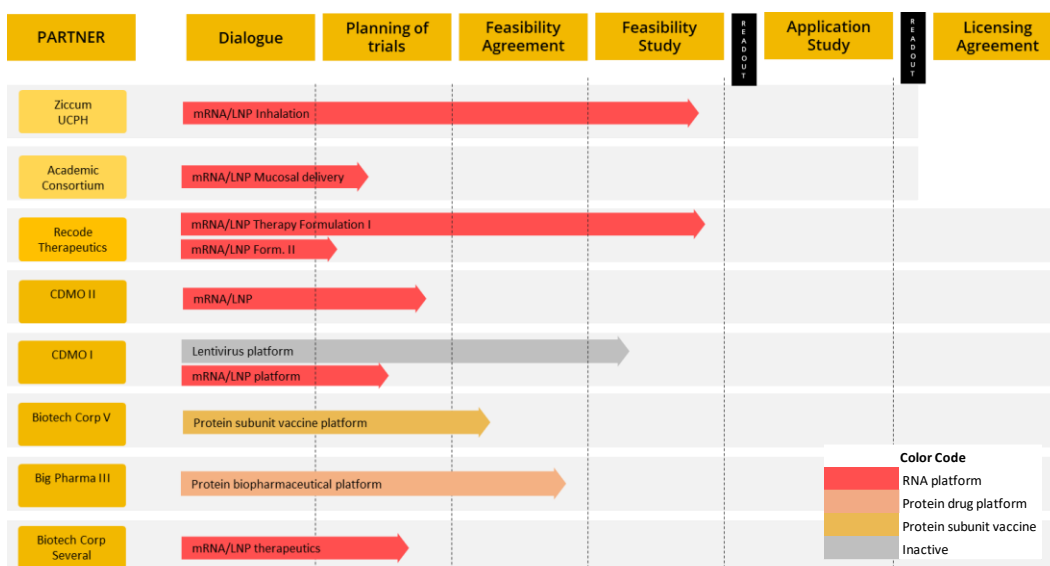 PARTNER
Dialogue
Planning of
trials
Feasibility
Agreement
Feasibility
Study
READOUT
Application
Study
READOUT
Licensing
Agreement
Ziccum
UCPH
mRNA/LNP Inhalation
Academic
Consortium
mRNA/LNP Mucosal delivery
Recode
Therapeutics
mRNA/LNP Therapy Formulation I
mRNA/LNP Form. II
CDMO II
mRNA/LNP
CDMO I
Lentivirus platform
mRNA/LNP platform
Biotech Corp V
Protein subunit vaccine platform
Big Pharma III
Protein biopharmaceutical platform
Biotech Corp
Several
mRNA/LNP therapeutics
Color Code
RNA platform
Protein drug platform
Protein subunit vaccine
Inactive